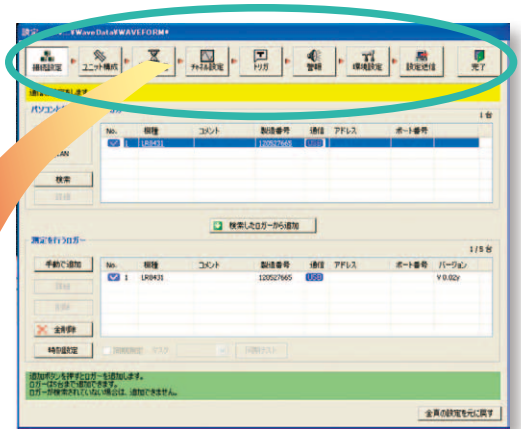 ¥WaveData¥WAVEFORM¥
接続設定 ユニット構成 チャネル設定 トリガ 警報 環境設定 設定送信 完了
1台
No. 機種 コメント 製造番号 通信 アドレス ポート番号
1 LR8431 120527665 USB
LAN
検索
詳細
検索したロガーから追加
測定を行うロガー
1/5台
手動で追加
No. 機種 コメント 製造番号 通信 アドレス ポート番号 バージョン
1 LR8431 120527665 USB V 0.02y
詳細
削除
全削除
時刻設定
追加ボタンを押すとロガーを追加します。
ロガーは5台まで追加できます。
ロガーが検索されていない場合は、追加できません。
全頁の設定を元に戻す